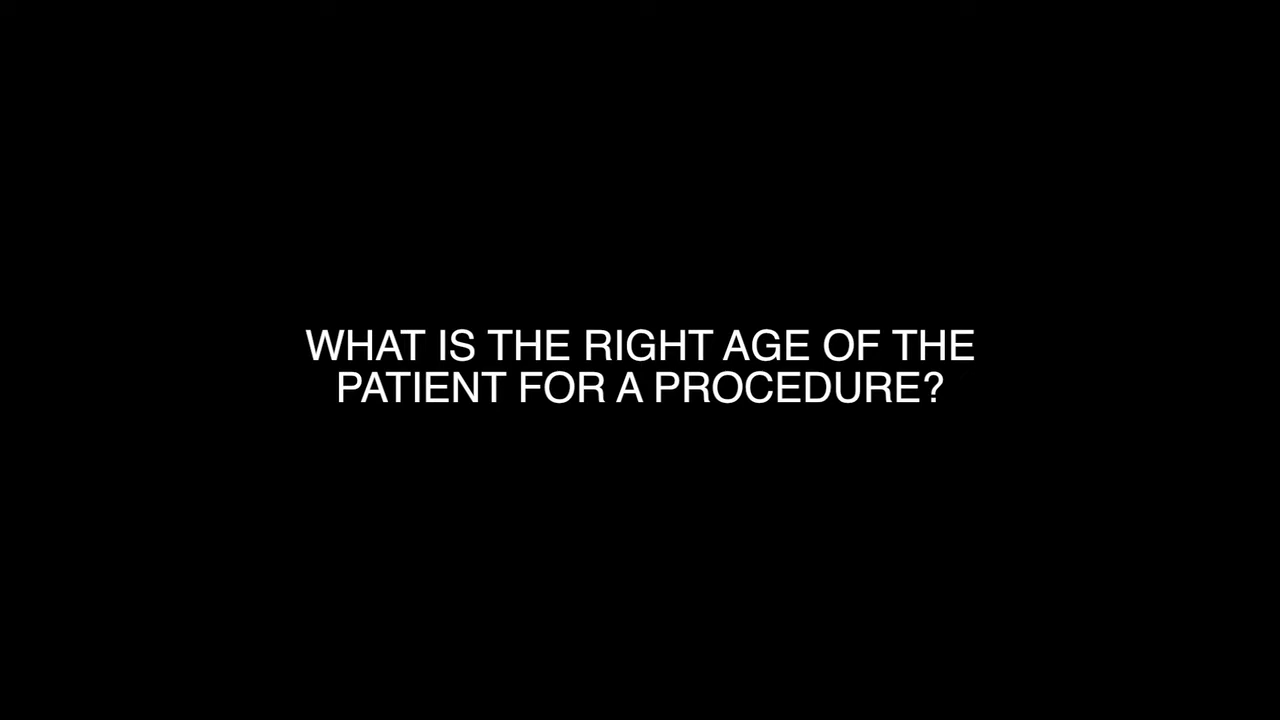 WHAT IS THE RIGHT AGE OF THE
PATIENT FOR A PROCEDURE?